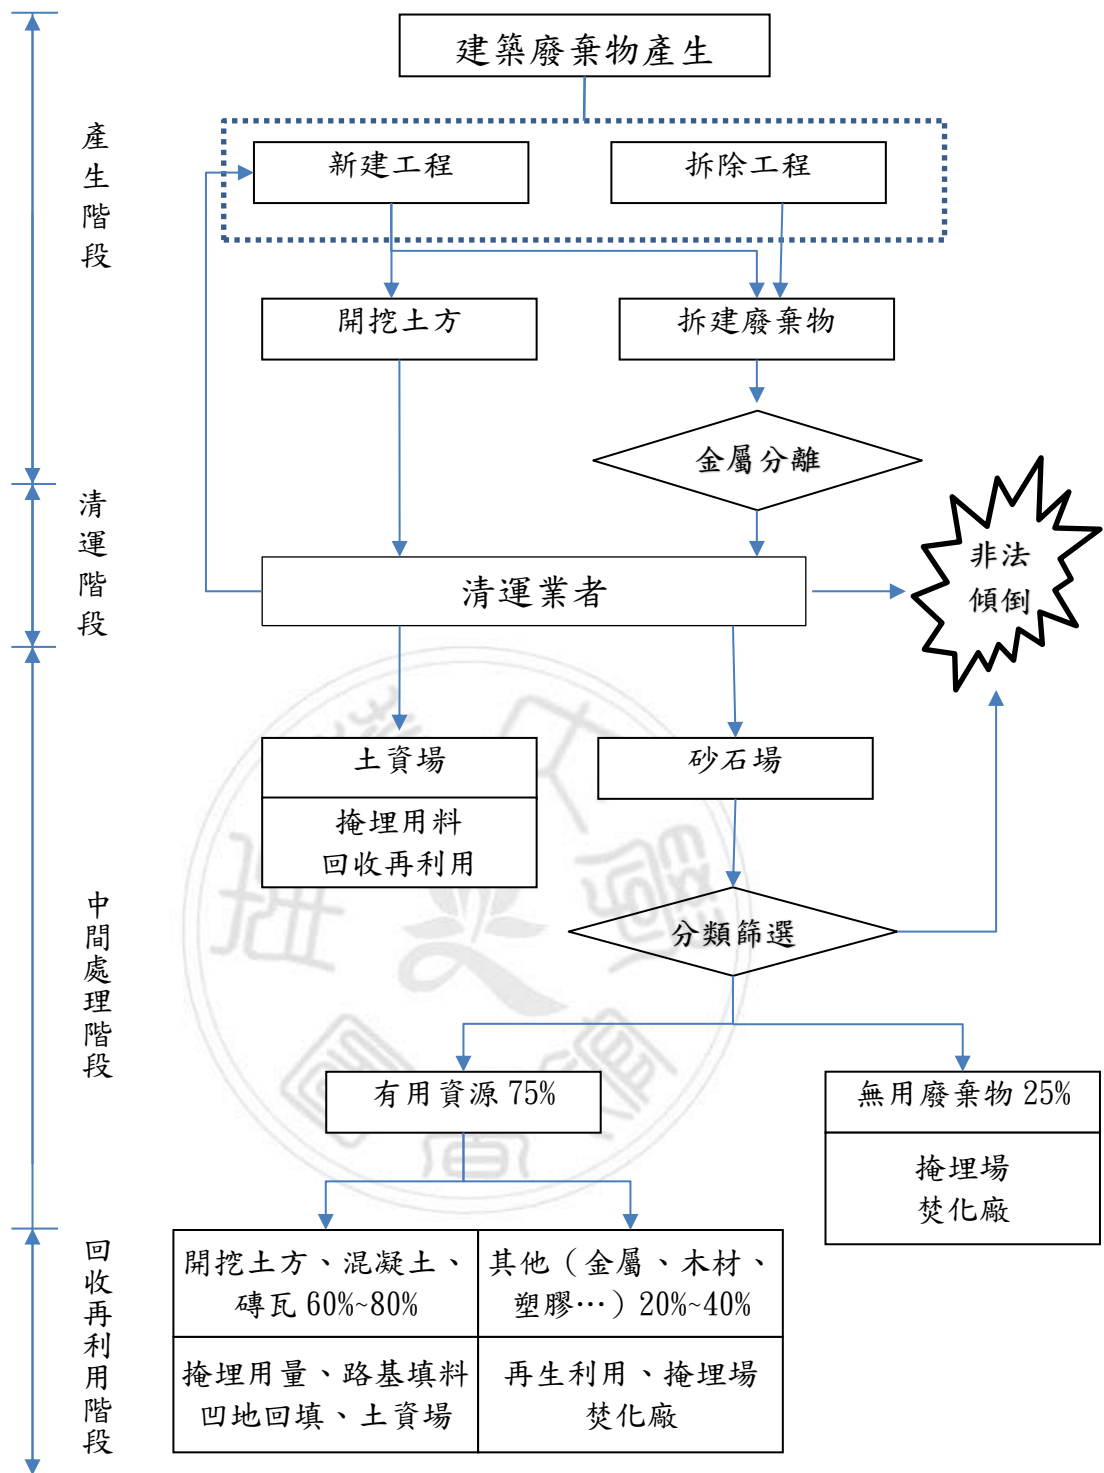 建築廢棄物產生
產生階段
新建工程
拆除工程
開挖土方
拆建廢棄物
金屬分離
清運階段
清運業者
非法
傾倒
中間處理階段
土資場
掩埋用料
回收再利用
砂石場
分類篩選
有用資源 75%
無用廢棄物 25%
掩埋場
焚化廠
回收再利用階段
開挖土方、混凝土、
磚瓦 60%~80%
其他（金屬、木材、
塑膠…）20%~40%
掩埋用量、路基填料
凹地回填、土資場
再生利用、掩埋場
焚化廠